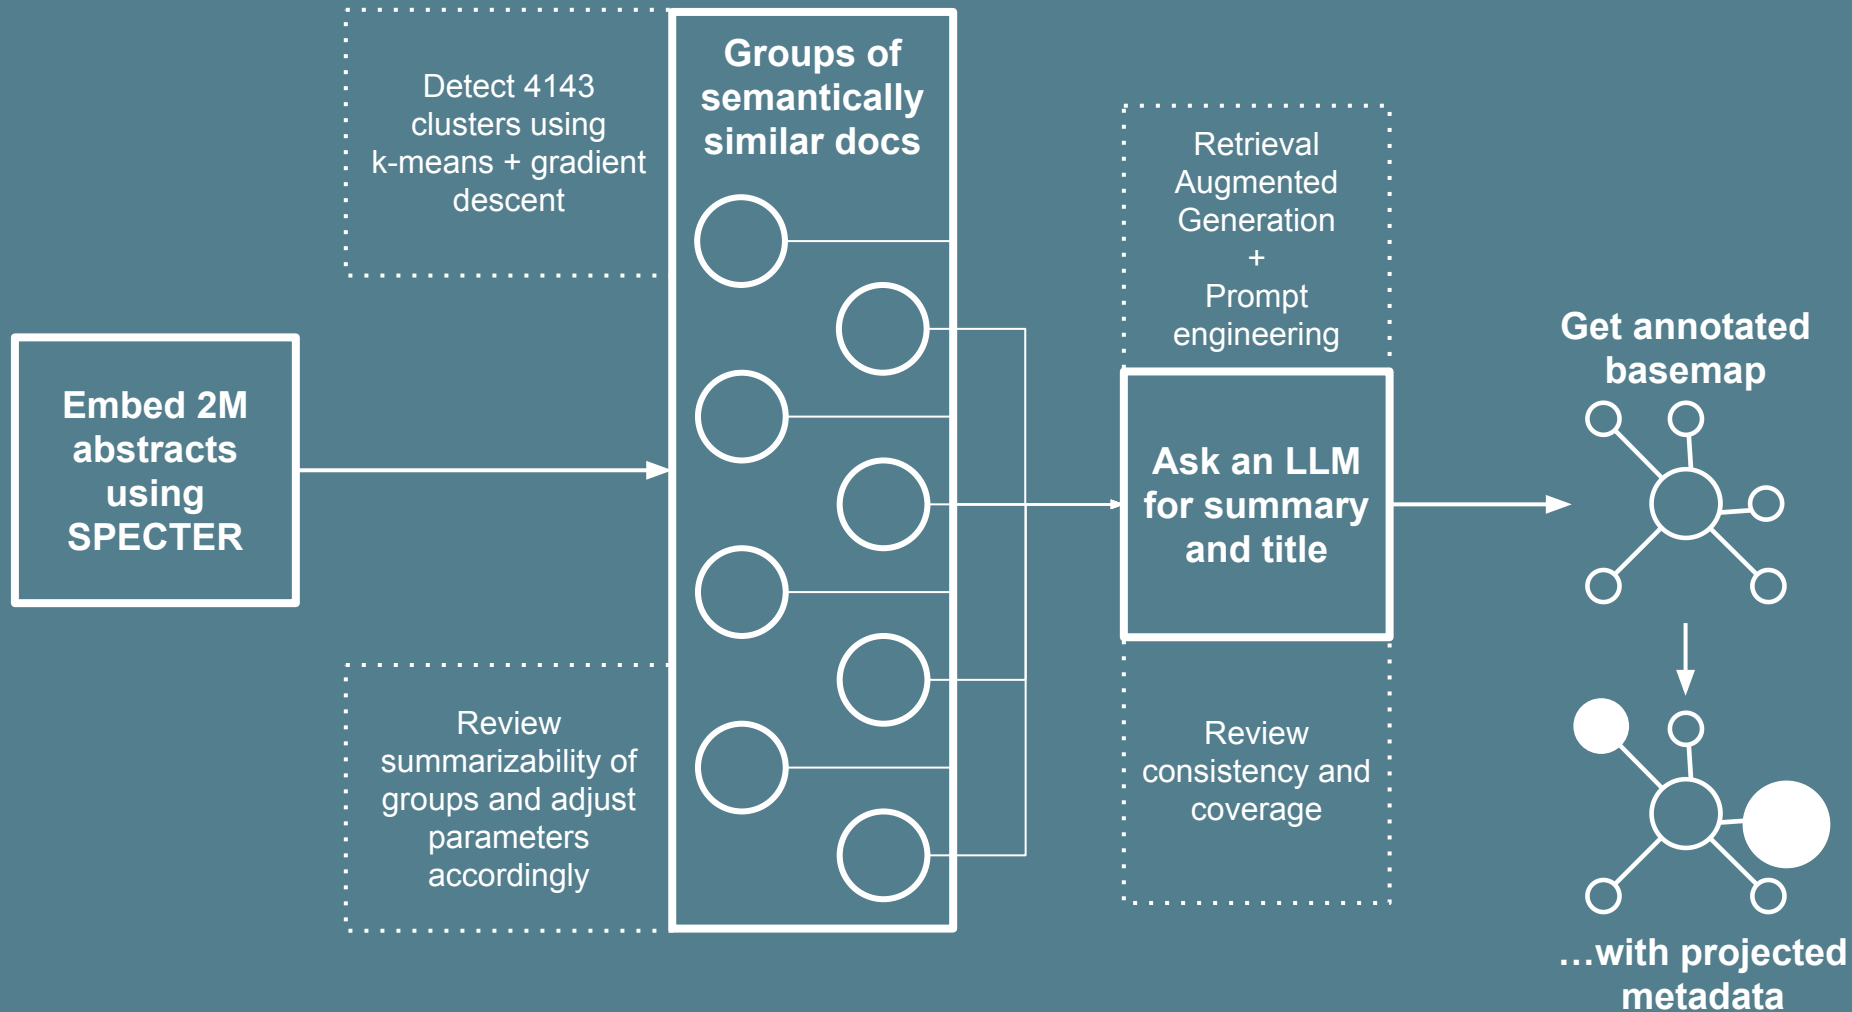 Embed 2M
abstracts
using
SPECTER
Detect 4143
clusters using
k-means + gradient
descent
Review
summarizability of
groups and adjust
parameters
accordingly
Groups of
semantically
similar docs
Retrieval
Augmented
Generation
+
Prompt
engineering
Ask an LLM
for summary
and title
Review
consistency and
coverage
Get annotated
basemap
…with projected
metadata